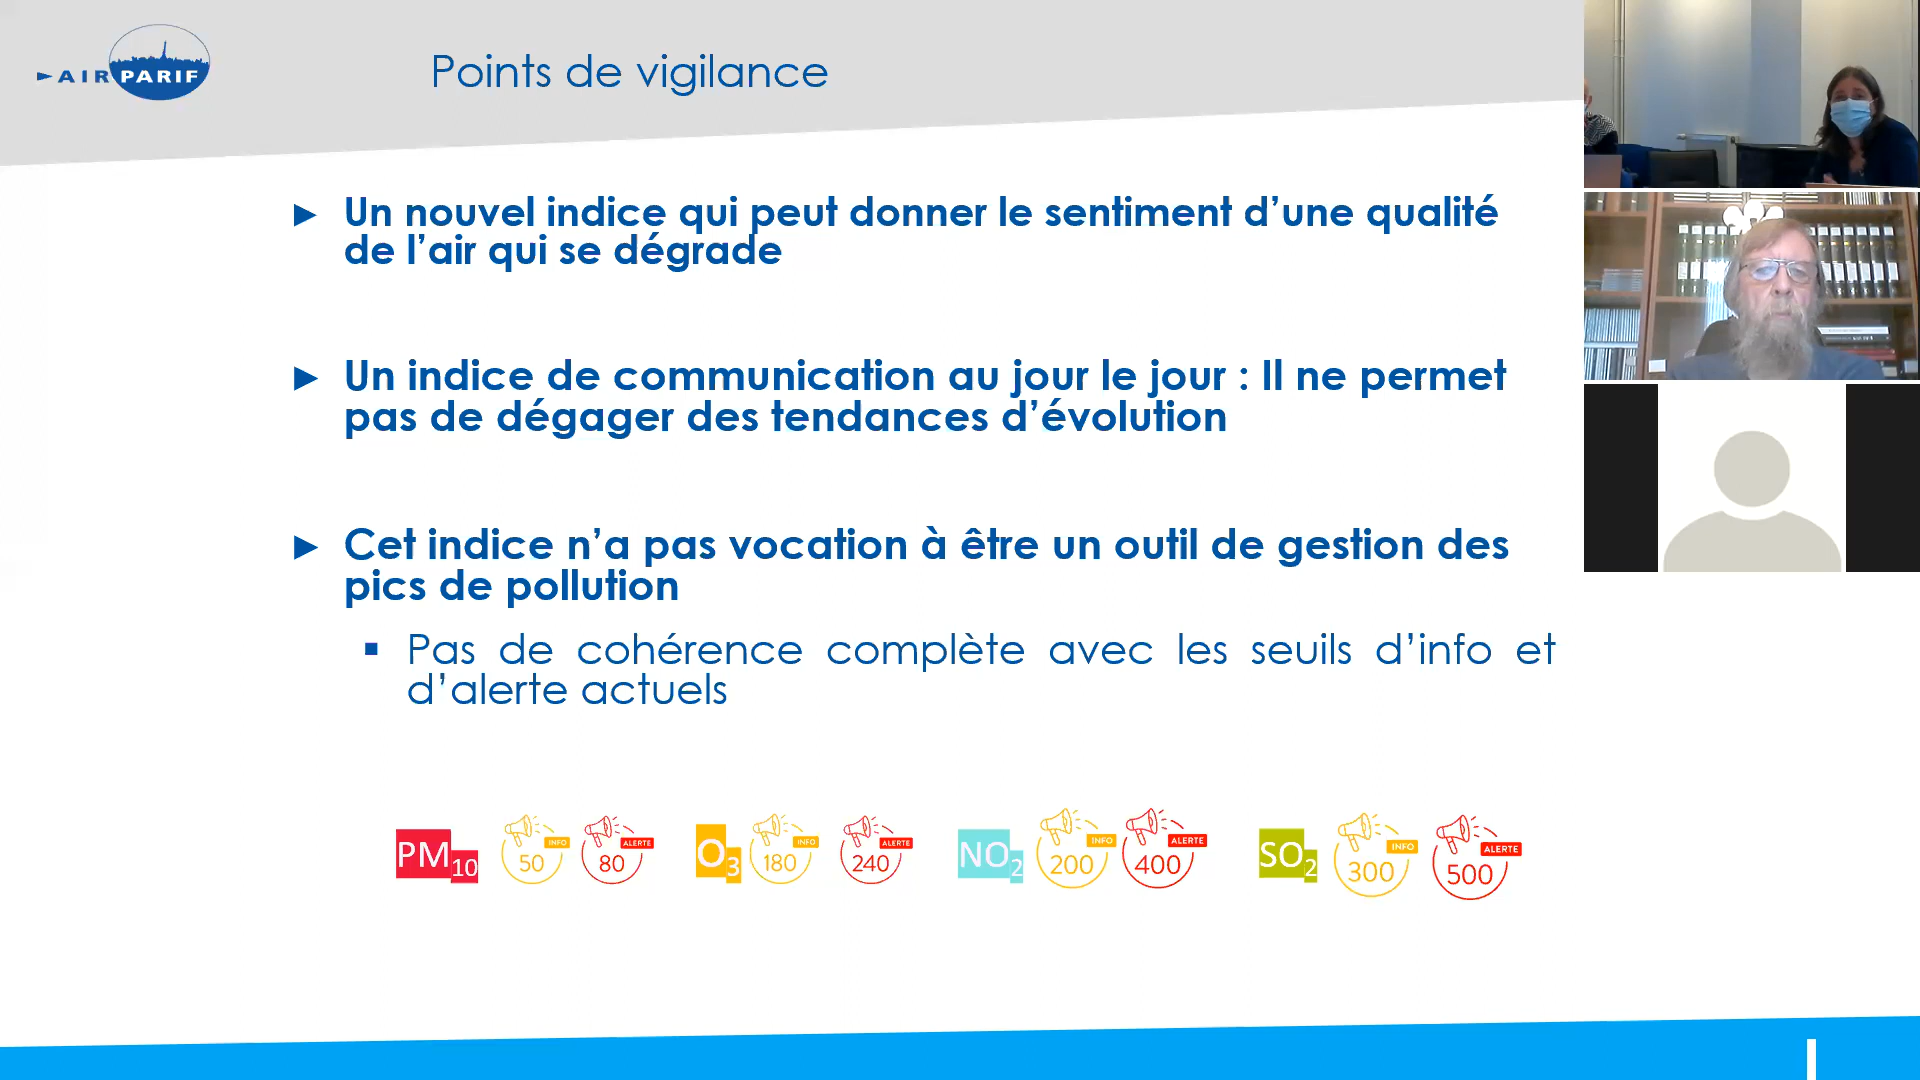 AIRPARIF
Points de vigilance
► Un nouvel indice qui peut donner le sentiment d’une qualité
de l’air qui se dégrade
► Un indice de communication au jour le jour : Il ne permet
pas de dégager des tendances d’évolution
► Cet indice n’a pas vocation à être un outil de gestion des
pics de pollution
▪ Pas de cohérence complète avec les seuils d’info et
d’alerte actuels
PM10 INFO 50 ALERTE 80 O3 INFO 180 ALERTE 240 NO2 INFO 200 ALERTE 400 SO2 INFO 300 ALERTE 500